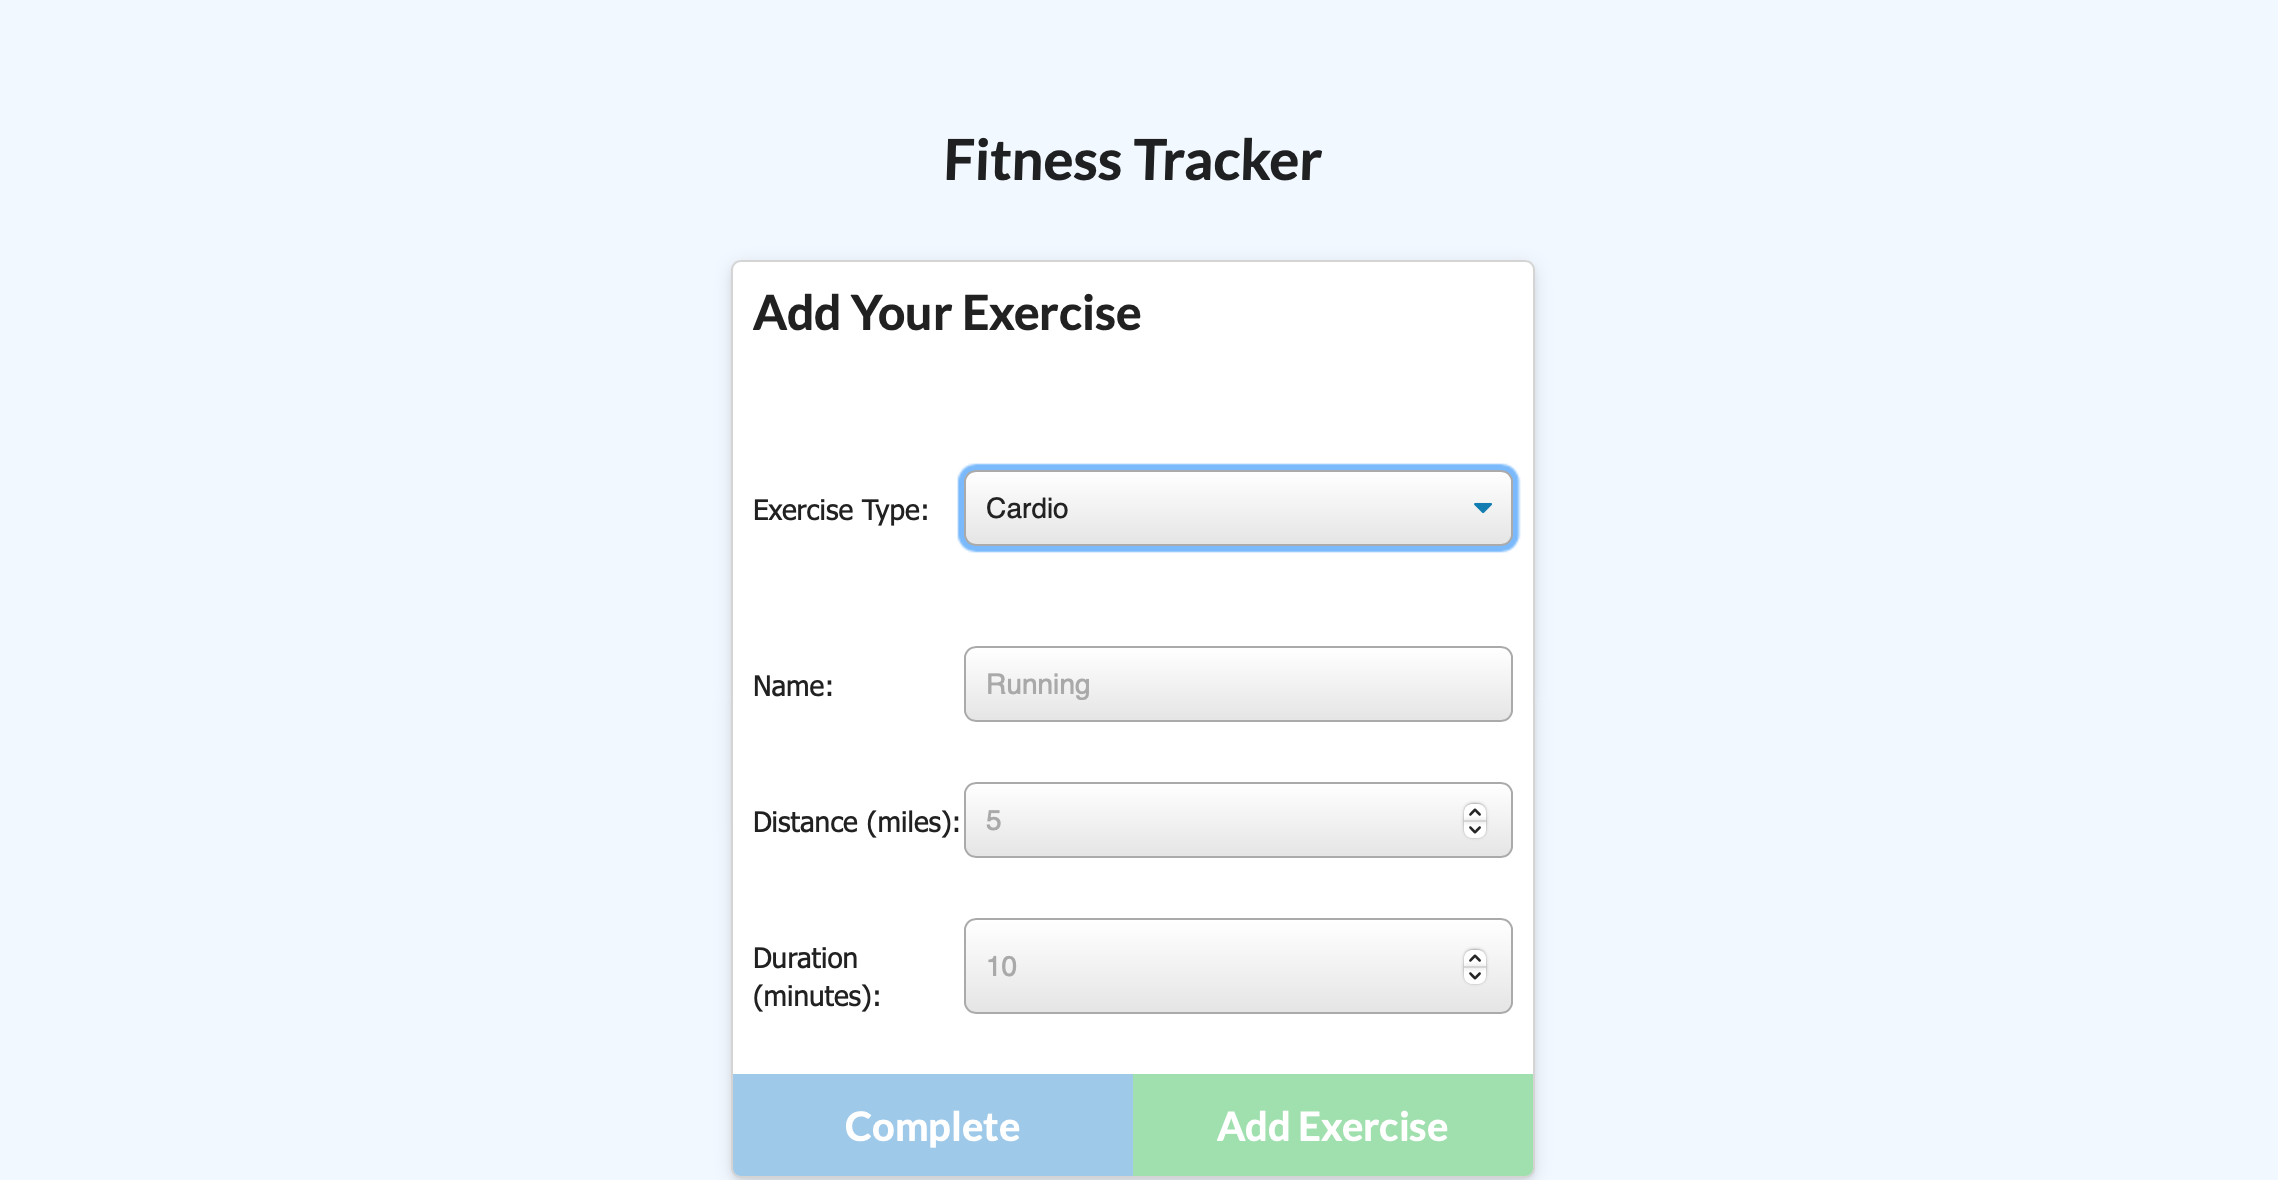 Fitness Tracker
Add Your Exercise
Exercise Type: Cardio
Name: Running
Distance (miles): 5
Duration (minutes): 10
Complete Add Exercise